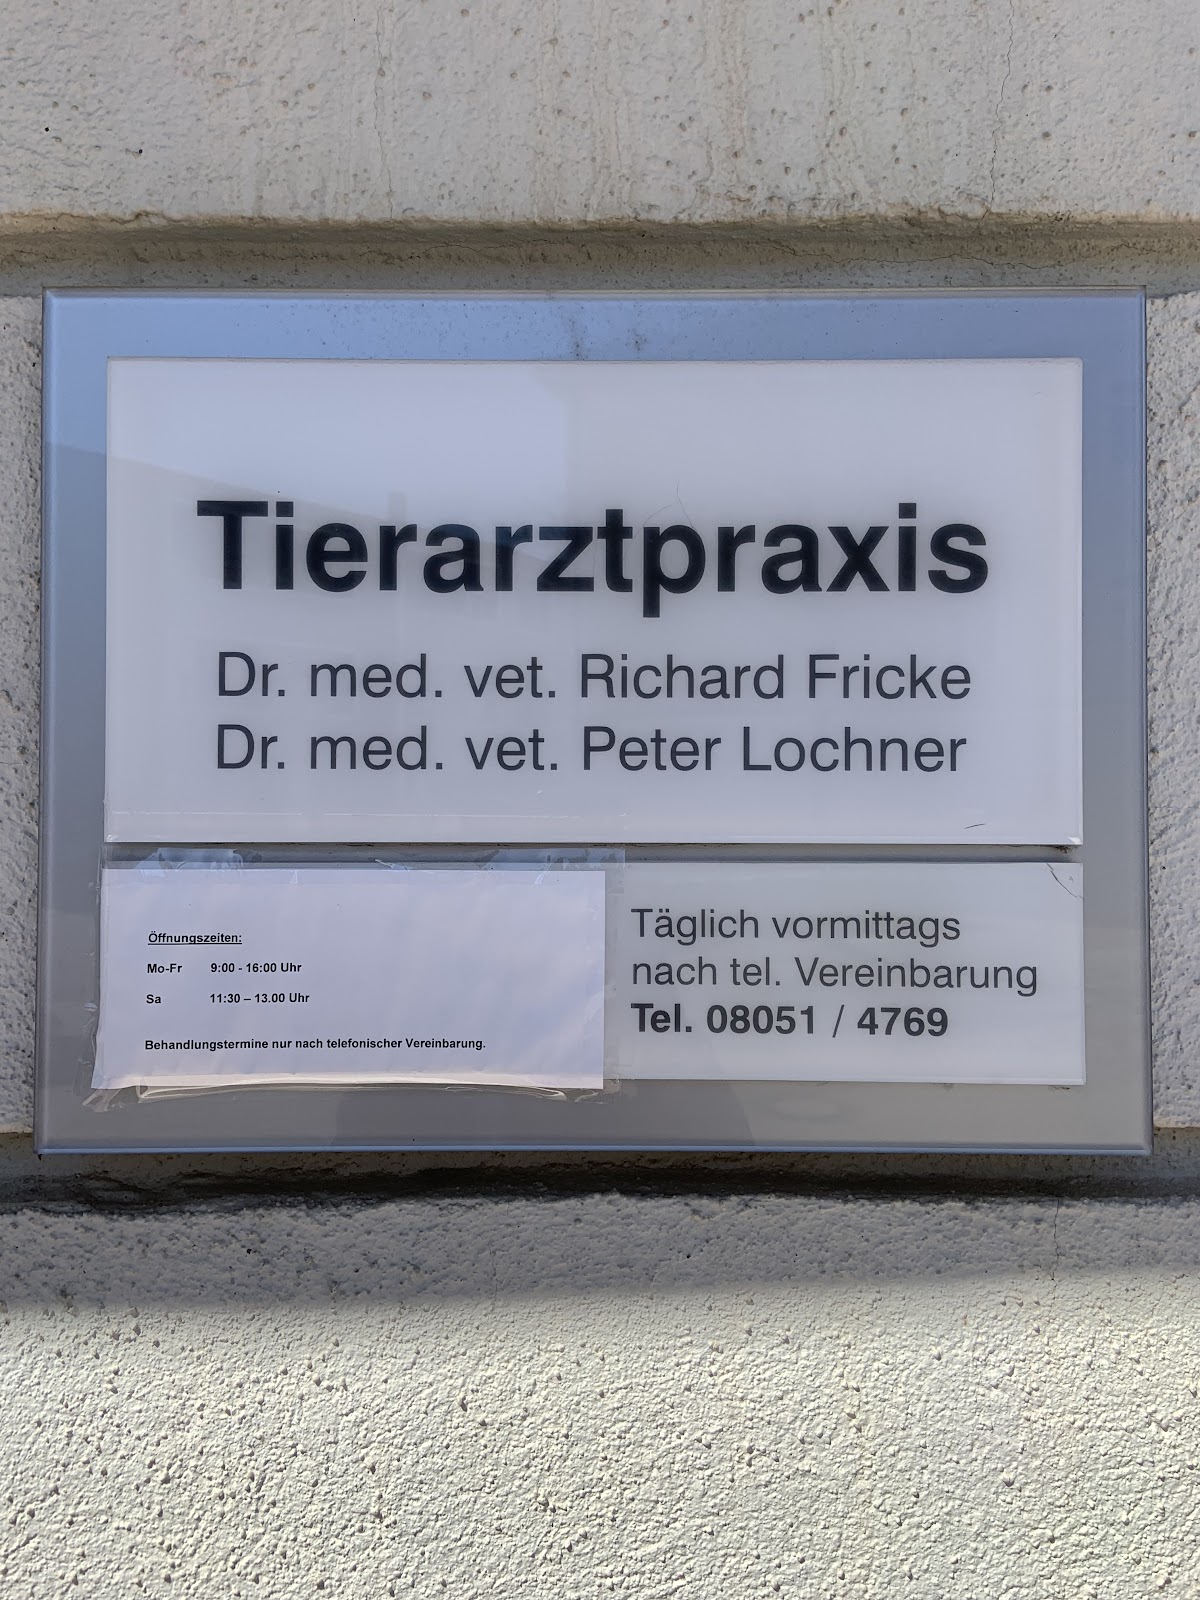 Tierarztpraxis
Dr. med. vet. Richard Fricke
Dr. med. vet. Peter Lochner
Öffnungszeiten:
Mo-Fr 9:00 - 16:00 Uhr
Sa 11:30 – 13.00 Uhr
Behandlungstermine nur nach telefonischer Vereinbarung.
Täglich vormittags
nach tel. Vereinbarung
Tel. 08051 / 4769